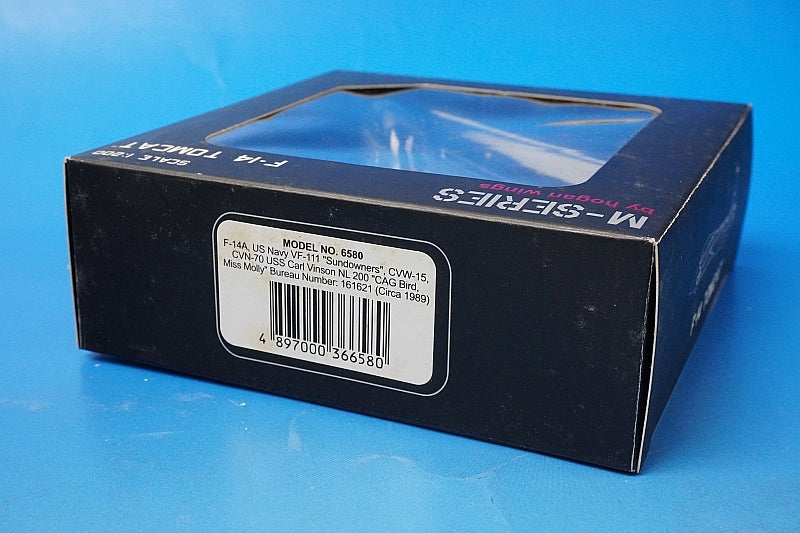 SCALE 1:200
F-14 TOMCAT
M-SERIES
by hogan wings
MODEL NO. 6580
F-14A, US Navy VF-111 "Sundowners", CVW-15,
CVN-70 USS Carl Vinson NL 200 "CAG Bird,
Miss Molly" Bureau Number: 161621 (Circa 1989)
4 897000 366580